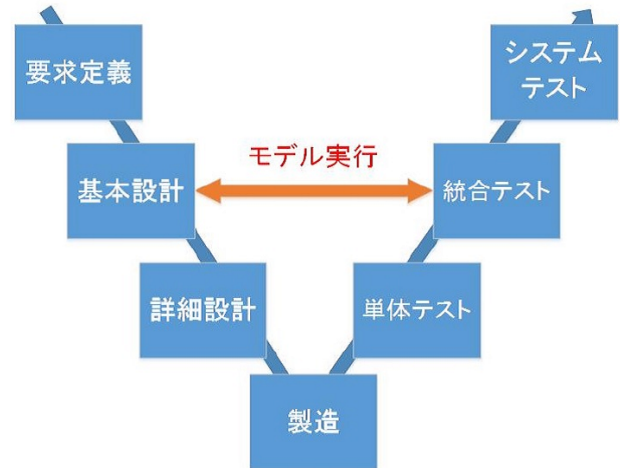 要求定義
システム
テスト
モデル実行
基本設計
統合テスト
詳細設計
単体テスト
製造